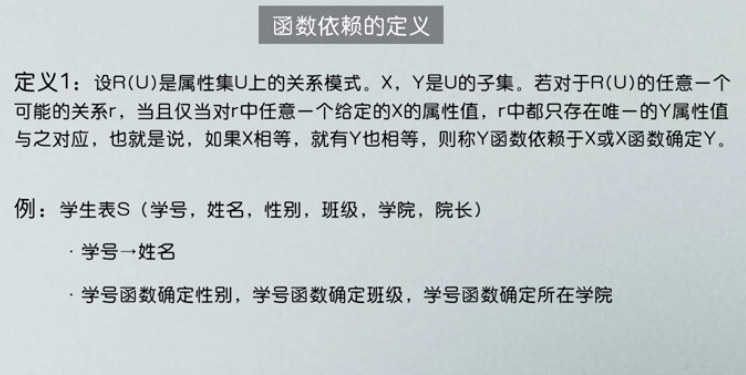 函数依赖的定义
定义1：设R(U)是属性集U上的关系模式。X，Y是U的子集。若对于R(U)的任意一个
可能的关系r，当且仅当对r中任意一个给定的X的属性值，r中都只存在唯一的Y属性值
与之对应，也就是说，如果X相等，就有Y也相等，则称Y函数依赖于X或X函数确定Y。
例：学生表S（学号，姓名，性别，班级，学院，院长）
· 学号→姓名
· 学号函数确定性别，学号函数确定班级，学号函数确定所在学院